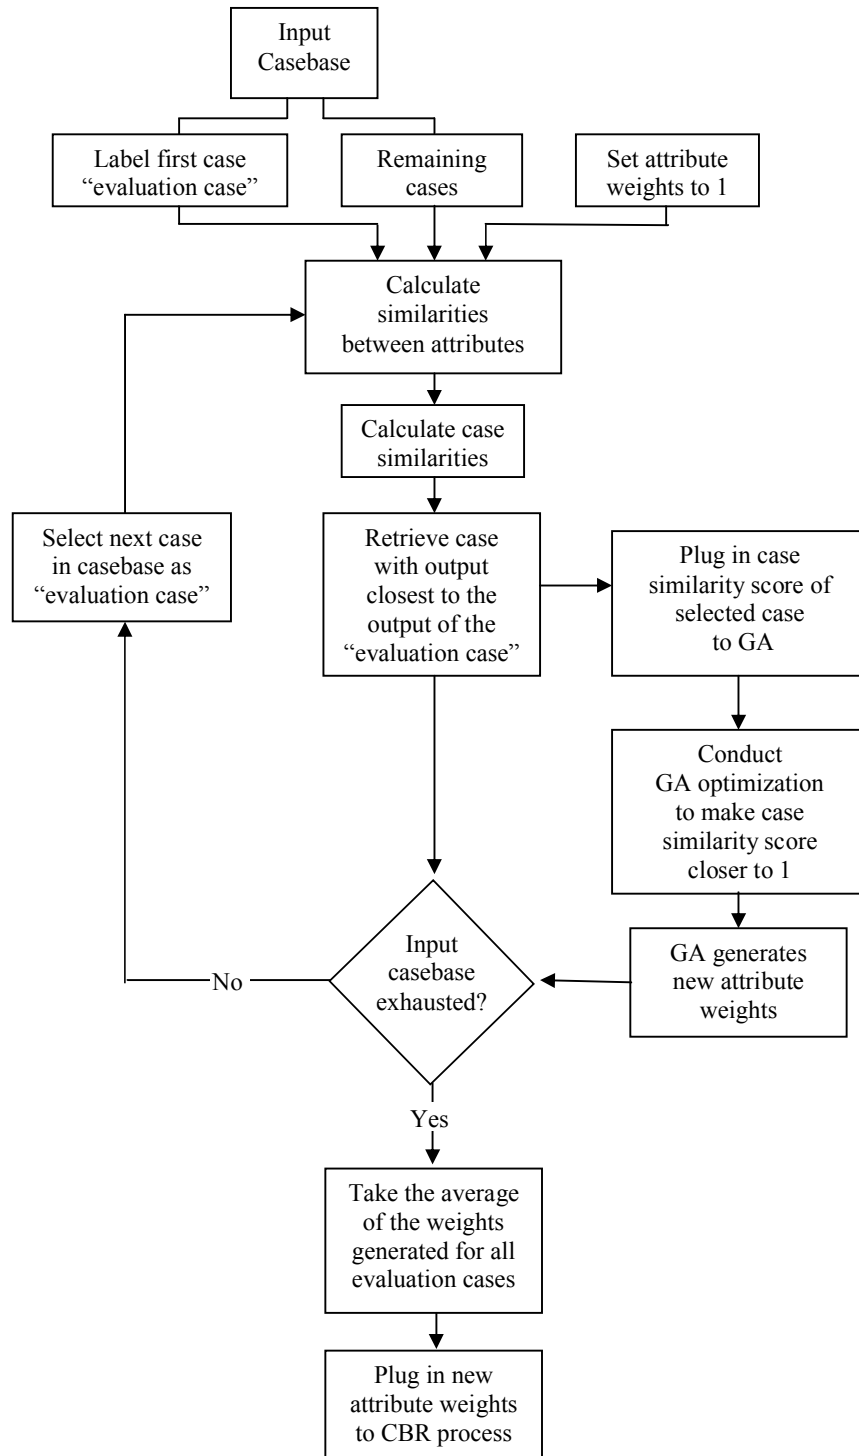 Input
Casebase
Label first case
“evaluation case”
Remaining
cases
Set attribute
weights to 1
Calculate
similarities
between attributes
Calculate case
similarities
Select next case
in casebase as
“evaluation case”
Retrieve case
with output
closest to the
output of the
“evaluation case”
Plug in case
similarity score of
selected case
to GA
Conduct
GA optimization
to make case
similarity score
closer to 1
GA generates
new attribute
weights
Input
casebase
exhausted?
No
Yes
Take the average
of the weights
generated for all
evaluation cases
Plug in new
attribute weights
to CBR process